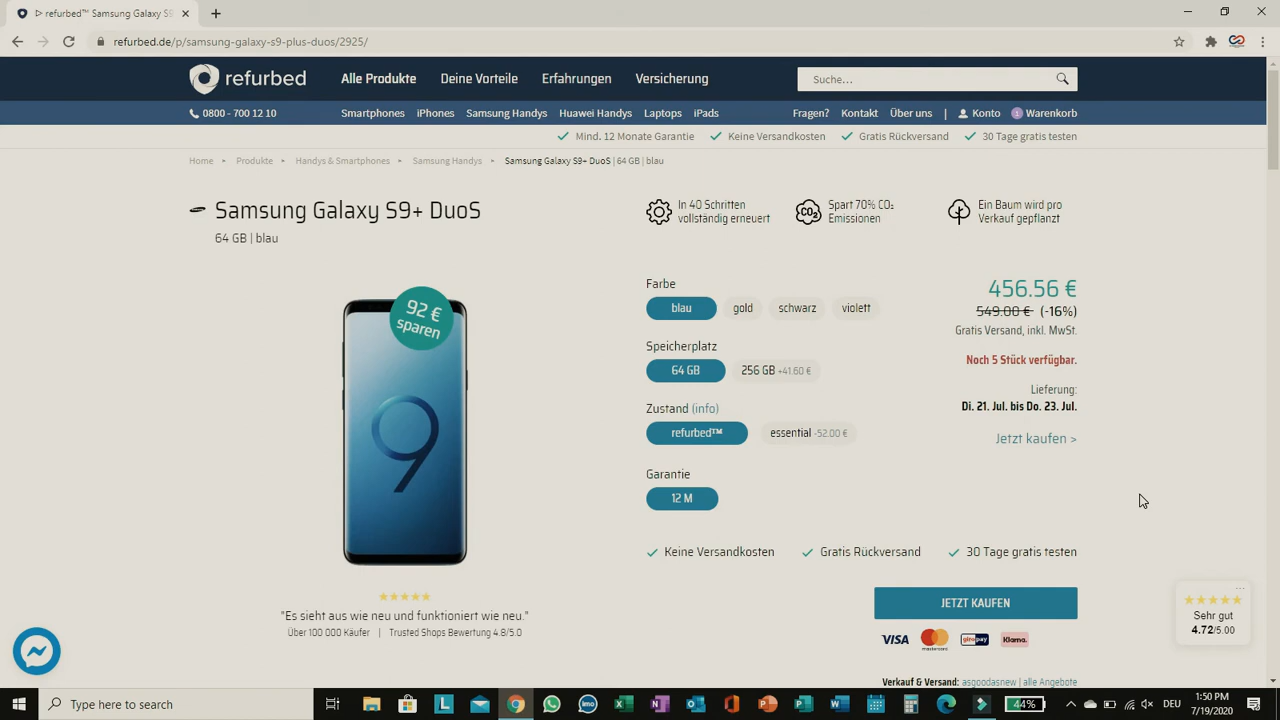 ▷ refurbed™ Samsung Galaxy S9
refurbed.de/p/samsung-galaxy-s9-plus-duos/2925/
refurbed
Alle Produkte
Deine Vorteile
Erfahrungen
Versicherung
Suche...
0800 - 700 12 10
Smartphones
iPhones
Samsung Handys
Huawei Handys
Laptops
iPads
Fragen?
Kontakt
Über uns
Konto
1 Warenkorb
Mind. 12 Monate Garantie
Keine Versandkosten
Gratis Rückversand
30 Tage gratis testen
Home
Produkte
Handys & Smartphones
Samsung Handys
Samsung Galaxy S9+ DuoS | 64 GB | blau
Samsung Galaxy S9+ DuoS
64 GB | blau
In 40 Schritten
vollständig erneuert
CO2
Spart 70% CO₂
Emissionen
Ein Baum wird pro
Verkauf gepflanzt
92 €
sparen
9
Farbe
blau
gold
schwarz
violett
Speicherplatz
64 GB
256 GB +41.60 €
Zustand (info)
refurbed™
essential -52.00 €
Garantie
12 M
456.56 €
549.00 € (-16%)
Gratis Versand, inkl. MwSt.
Noch 5 Stück verfügbar.
Lieferung:
Di. 21. Jul. bis Do. 23. Jul.
Jetzt kaufen >
Keine Versandkosten
Gratis Rückversand
30 Tage gratis testen
JETZT KAUFEN
VISA
mastercard
giropay
Klarna.
Verkauf & Versand: asgoodasnew | alle Angebote
"Es sieht aus wie neu und funktioniert wie neu."
Über 100 000 Käufer | Trusted Shops Bewertung 4.8/5.0
Sehr gut
4.72/5.00
Type here to search
imo
44%
DEU
1:50 PM
7/19/2020